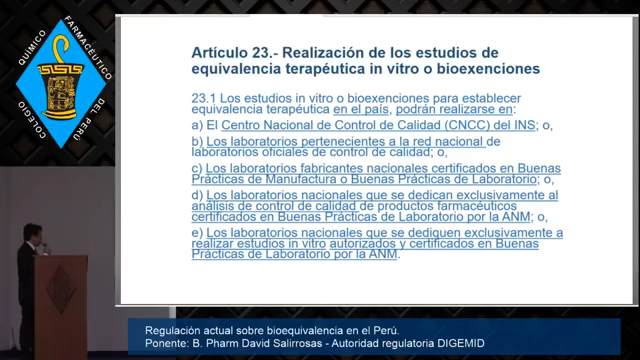 COLEGIO
QUÍMICO
FARMACÉUTICO
DEL PERÚ
Artículo 23.- Realización de los estudios de
equivalencia terapéutica in vitro o bioexenciones
23.1 Los estudios in vitro o bioexenciones para establecer
equivalencia terapéutica en el país, podrán realizarse en:
a) El Centro Nacional de Control de Calidad (CNCC) del INS; o,
b) Los laboratorios pertenecientes a la red nacional de
laboratorios oficiales de control de calidad; o,
c) Los laboratorios fabricantes nacionales certificados en Buenas
Prácticas de Manufactura o Buenas Prácticas de Laboratorio; o,
d) Los laboratorios nacionales que se dedican exclusivamente al
análisis de control de calidad de productos farmacéuticos
certificados en Buenas Prácticas de Laboratorio por la ANM; o,
e) Los laboratorios nacionales que se dediquen exclusivamente a
realizar estudios in vitro autorizados y certificados en Buenas
Prácticas de Laboratorio por la ANM.
Regulación actual sobre bioequivalencia en el Perú.
Ponente: B. Pharm David Salirrosas - Autoridad regulatoria DIGEMID